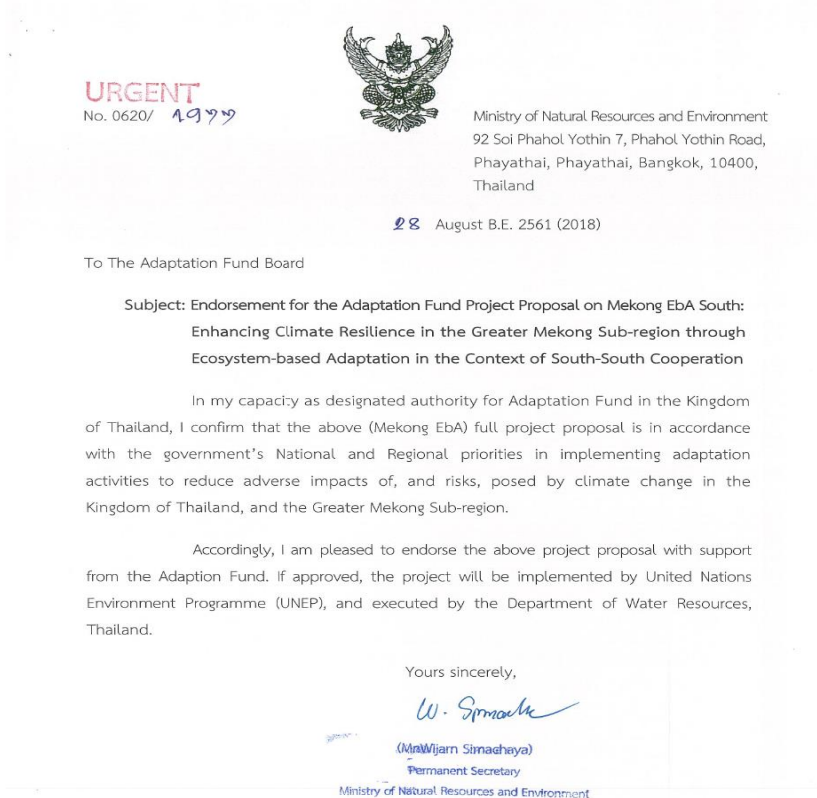 URGENT
No. 0620/
Ministry of Natural Resources and Environment
92 Soi Phahol Yothin 7, Phahol Yothin Road,
Phayathai, Phayathai, Bangkok, 10400,
Thailand
28 August B.E. 2561 (2018)
To The Adaptation Fund Board
Subject: Endorsement for the Adaptation Fund Project Proposal on Mekong EbA South:
Enhancing Climate Resilience in the Greater Mekong Sub-region through
Ecosystem-based Adaptation in the Context of South-South Cooperation
In my capacity as designated authority for Adaptation Fund in the Kingdom
of Thailand, I confirm that the above (Mekong EbA) full project proposal is in accordance
with the government's National and Regional priorities in implementing adaptation
activities to reduce adverse impacts of, and risks, posed by climate change in the
Kingdom of Thailand, and the Greater Mekong Sub-region.
Accordingly, I am pleased to endorse the above project proposal with support
from the Adaption Fund. If approved, the project will be implemented by United Nations
Environment Programme (UNEP), and executed by the Department of Water Resources,
Thailand.
Yours sincerely,
(Mr.Wijarn Simachaya)
Permanent Secretary
Ministry of Natural Resources and Environment